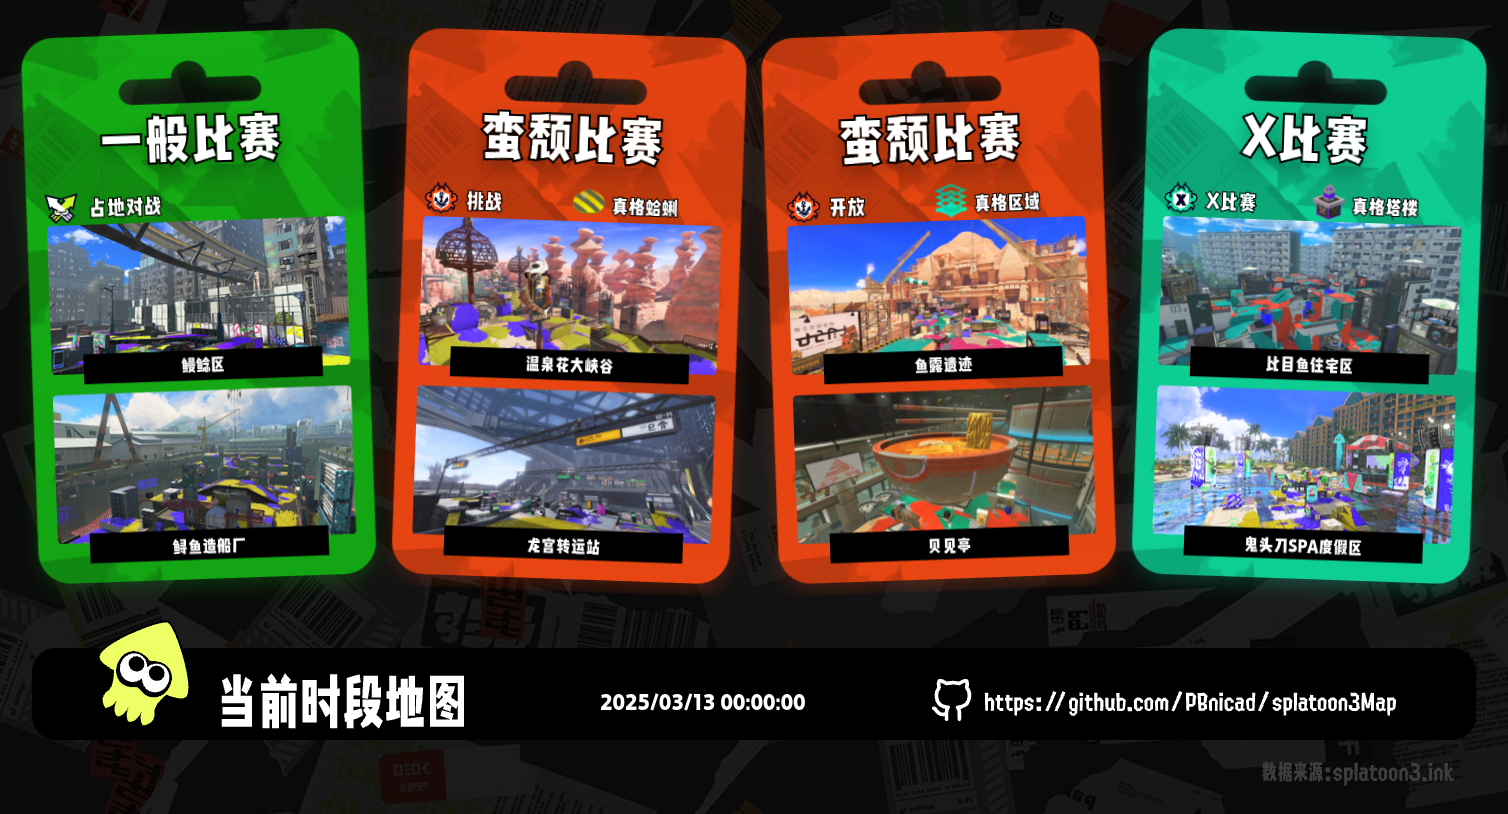 一般比赛
占地对战
鳗鲶区
鲟鱼造船厂
蛮颓比赛
挑战
真格蛤蜊
温泉花大峡谷
龙宫转运站
蛮颓比赛
开放
真格区域
鱼露遗迹
贝贝亭
X比赛
X比赛
真格塔楼
比目鱼住宅区
鬼头刀SPA度假区
当前时段地图
2025/03/13 00:00:00
https://github.com/PBnicad/splatoon3Map
数据来源:splatoon3.ink